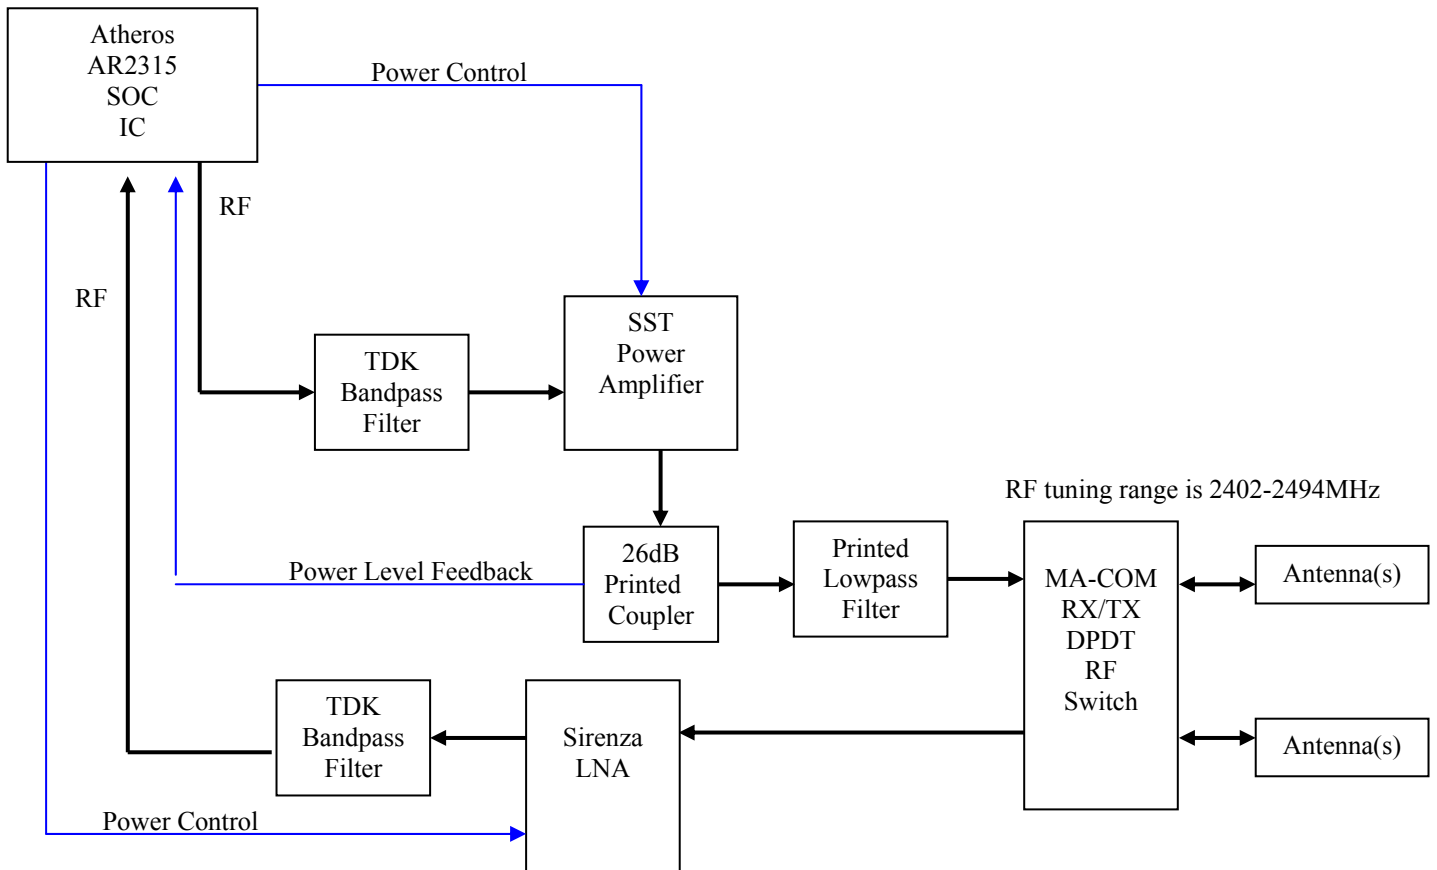 Atheros
AR2315
SOC
IC
Power Control
RF
RF
SST
Power
Amplifier
TDK
Bandpass
Filter
RF tuning range is 2402-2494MHz
26dB
Printed
Coupler
Power Level Feedback
Printed
Lowpass
Filter
MA-COM
RX/TX
DPDT
RF
Switch
Antenna(s)
Antenna(s)
TDK
Bandpass
Filter
Sirenza
LNA
Power Control